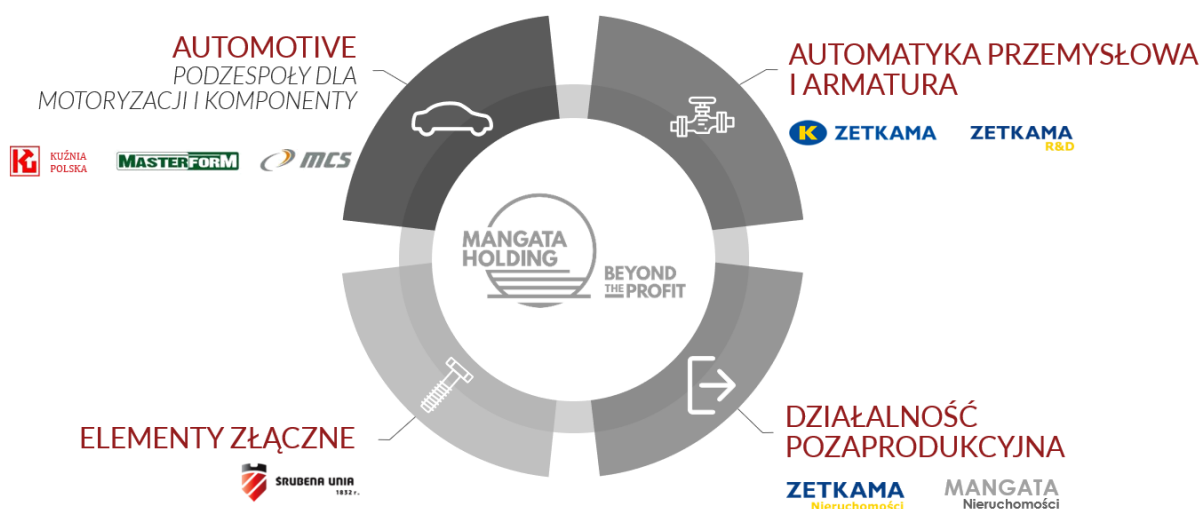 AUTOMOTIVE
PODZESPOŁY DLA
MOTORYZACJI I KOMPONENTY
KUŹNIA
POLSKA
MASTERFORM
MCS
AUTOMATYKA PRZEMYSŁOWA
I ARMATURA
K ZETKAMA
ZETKAMA
R&D
MANGATA
HOLDING
BEYOND
THE PROFIT
ELEMENTY ZŁĄCZNE
ŚRUBENA UNIA
1832 r.
DZIAŁALNOŚĆ
POZAPRODUKCYJNA
ZETKAMA
Nieruchomości
MANGATA
Nieruchomości